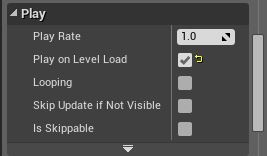 Play
Play Rate 1.0
Play on Level Load
Looping
Skip Update if Not Visible
Is Skippable